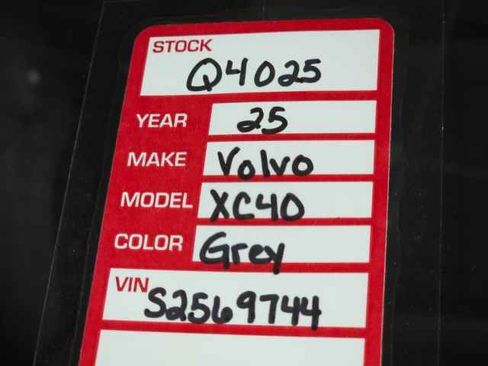 STOCK
Q4025
YEAR 25
MAKE Volvo
MODEL XC40
COLOR Grey
VIN
S2569744